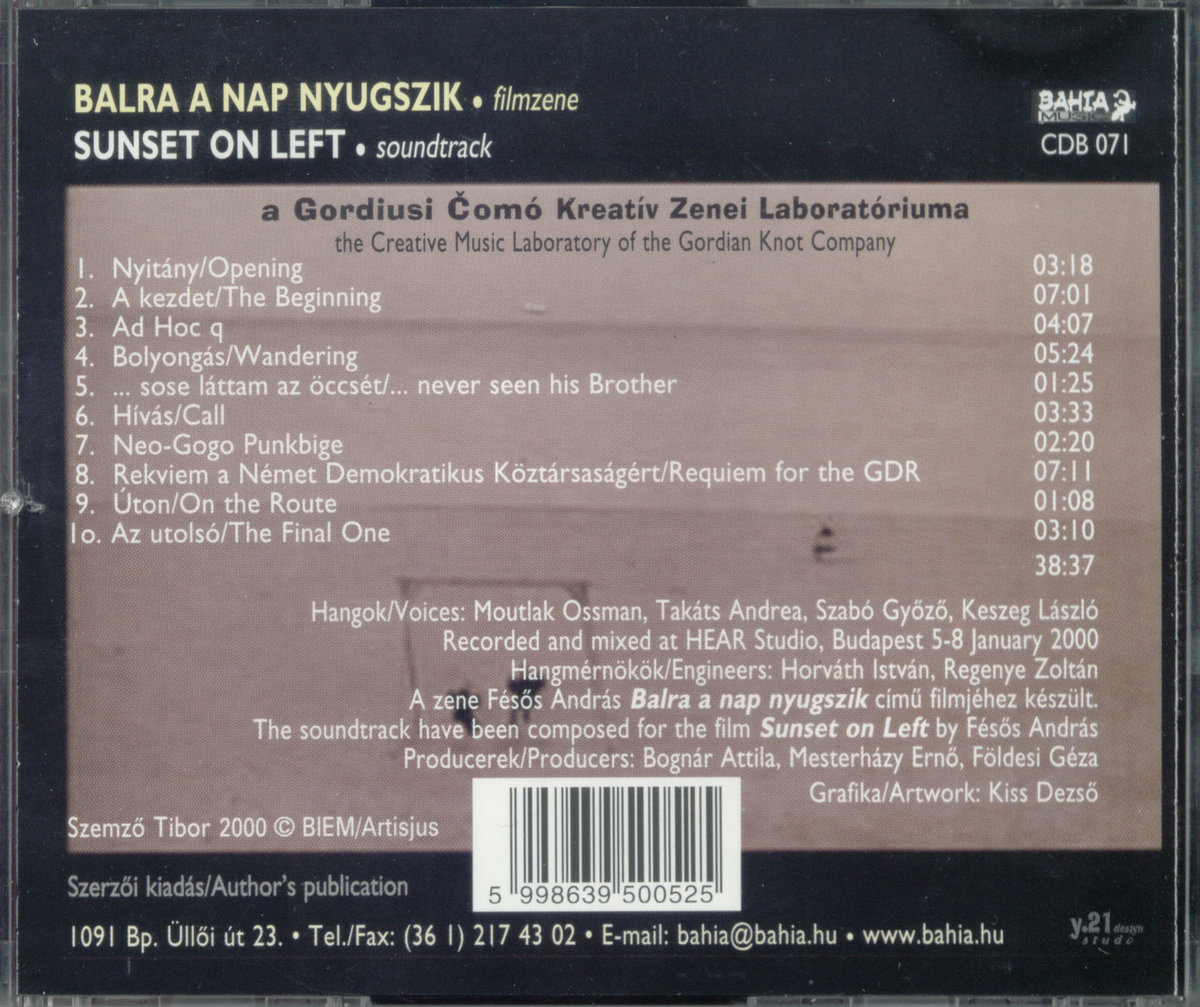 BALRA A NAP NYUGSZIK • filmzene
SUNSET ON LEFT • soundtrack
BAHIA
MUSIC
CDB 071
a Gordiusi Čomó Kreatív Zenei Laboratóriuma
the Creative Music Laboratory of the Gordian Knot Company
1. Nyitány/Opening 03:18
2. A kezdet/The Beginning 07:01
3. Ad Hoc q 04:07
4. Bolyongás/Wandering 05:24
5. ... sose láttam az öccsét/... never seen his Brother 01:25
6. Hívás/Call 03:33
7. Neo-Gogo Punkbige 02:20
8. Rekviem a Német Demokratikus Köztársaságért/Requiem for the GDR 07:11
9. Úton/On the Route 01:08
1o. Az utolsó/The Final One 03:10
38:37
Hangok/Voices: Moutlak Ossman, Takáts Andrea, Szabó Győző, Keszeg László
Recorded and mixed at HEAR Studio, Budapest 5-8 January 2000
Hangmérnökök/Engineers: Horváth István, Regenye Zoltán
A zene Fésős András Balra a nap nyugszik című filmjéhez készült.
The soundtrack have been composed for the film Sunset on Left by Fésős András
Producerek/Producers: Bognár Attila, Mesterházy Ernő, Földesi Géza
Grafika/Artwork: Kiss Dezső
Szemző Tibor 2000 © BIEM/Artisjus
Szerzői kiadás/Author's publication
5 998639 500525
1091 Bp. Üllői út 23. • Tel./Fax: (36 1) 217 43 02 • E-mail: bahia@bahia.hu • www.bahia.hu
y.21 design
studo